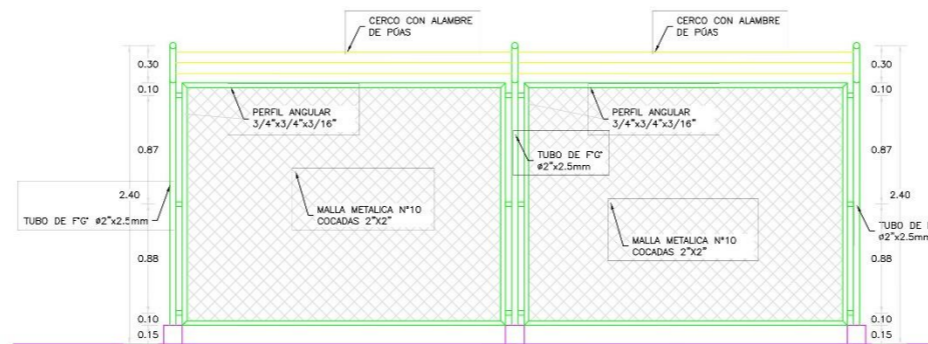 CERCO CON ALAMBRE
DE PÚAS
CERCO CON ALAMBRE
DE PÚAS
0.30
0.30
0.10
0.10
PERFIL ANGULAR
3/4"x3/4"x3/16"
PERFIL ANGULAR
3/4"x3/4"x3/16"
0.87
0.87
TUBO DE F°G°
ø2"x2.5mm
2.40
2.40
TUBO DE F°G° ø2"x2.5mm
MALLA METALICA N°10
COCADAS 2"X2"
MALLA METALICA N°10
COCADAS 2"X2"
TUBO DE
ø2"x2.5mm
0.88
0.88
0.10
0.10
0.15
0.15